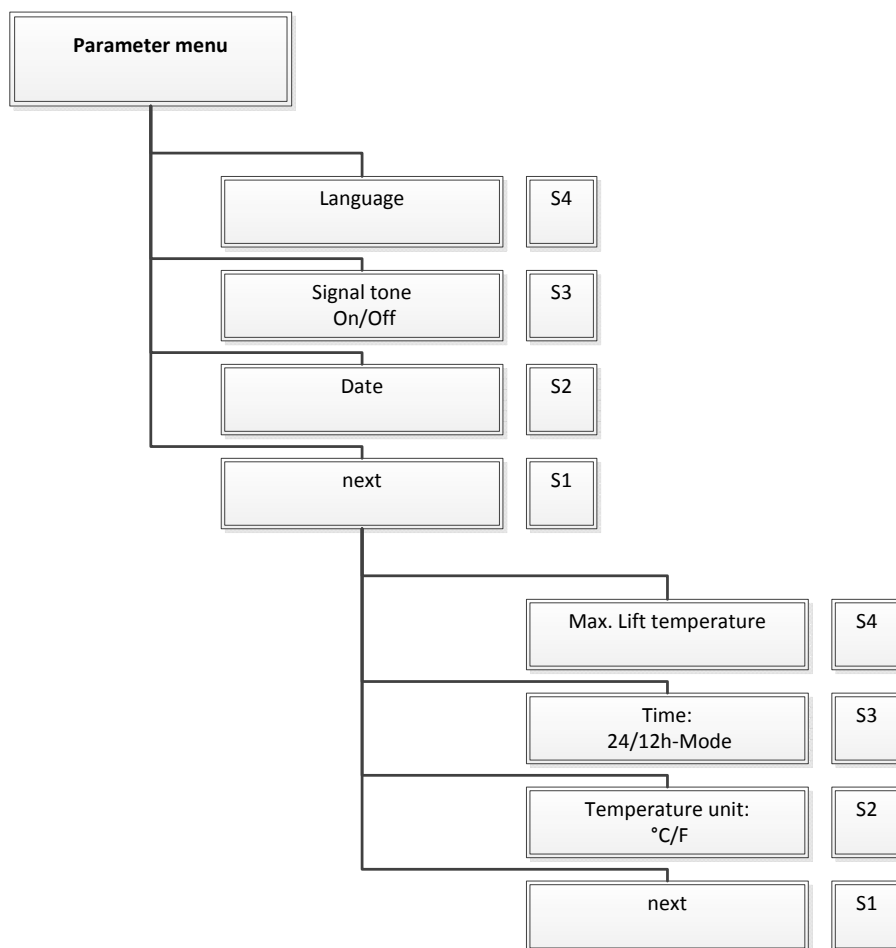 Parameter menu
Language
S4
Signal tone
On/Off
S3
Date
S2
next
S1
Max. Lift temperature
S4
Time:
24/12h-Mode
S3
Temperature unit:
°C/F
S2
next
S1